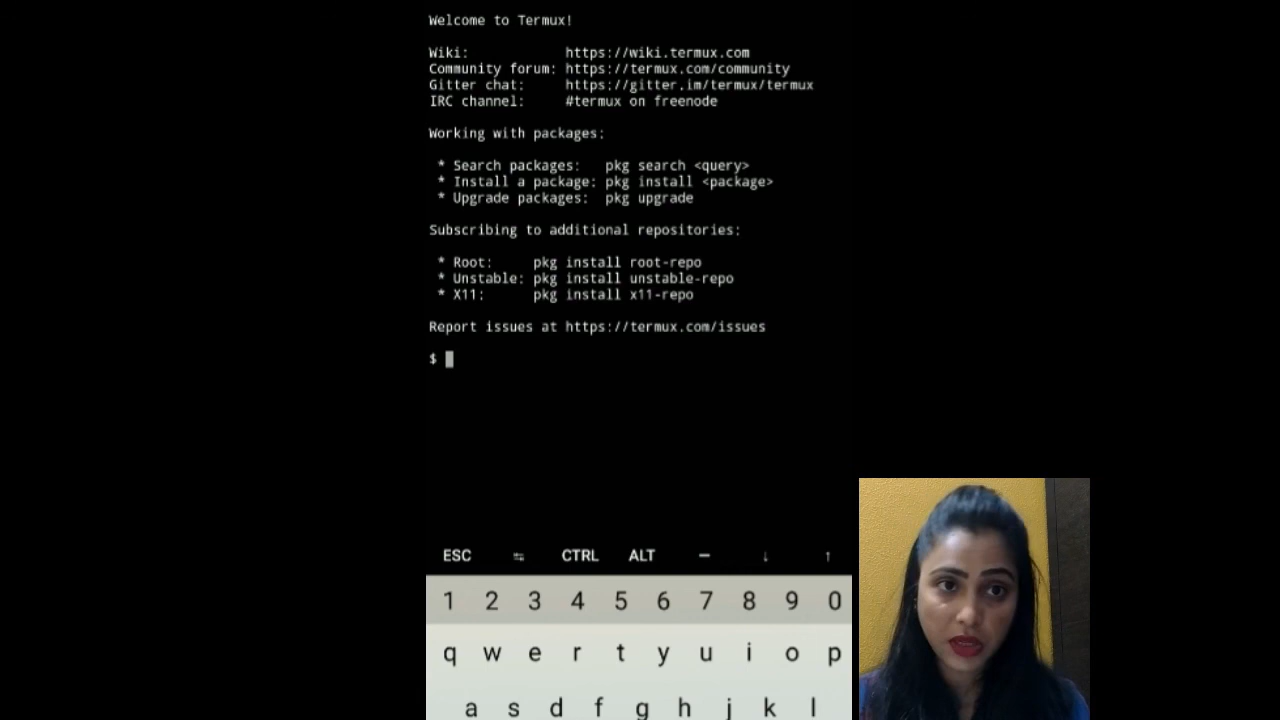 Welcome to Termux!
Wiki: https://wiki.termux.com
Community forum: https://termux.com/community
Gitter chat: https://gitter.im/termux/termux
IRC channel: #termux on freenode
Working with packages:
* Search packages: pkg search <query>
* Install a package: pkg install <package>
* Upgrade packages: pkg upgrade
Subscribing to additional repositories:
* Root: pkg install root-repo
* Unstable: pkg install unstable-repo
* X11: pkg install x11-repo
Report issues at https://termux.com/issues
$
ESC ⇆ CTRL ALT — ↓ ↑
1 2 3 4 5 6 7 8 9 0
q w e r t y u i o p
a s d f g h j k l